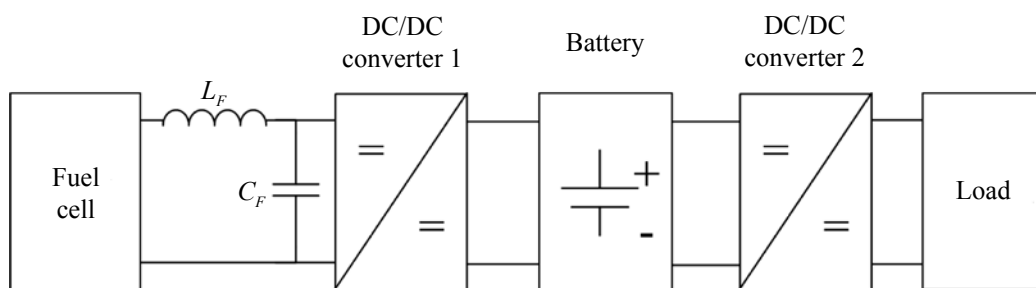 DC/DC
converter 1
Battery
DC/DC
converter 2
L_F
Fuel
cell
C_F
=
=
+
-
=
=
Load